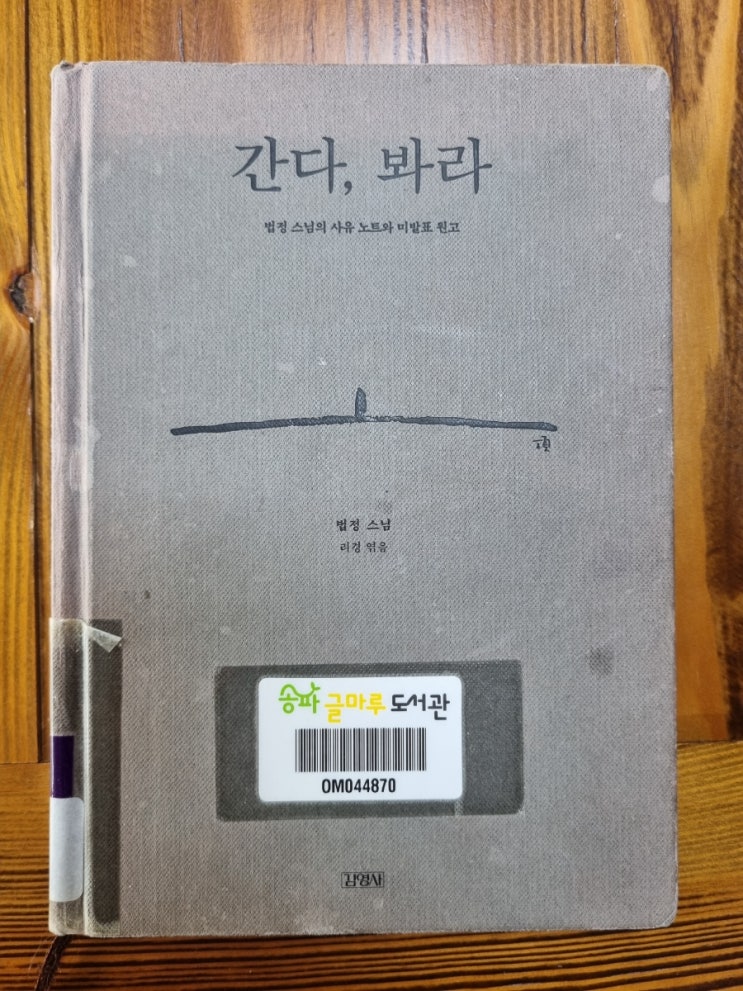 간다, 봐라
법정 스님의 사유 노트와 미발표 원고
법정 스님
리경 엮음
송파 글마루 도서관
OM044870
김영사